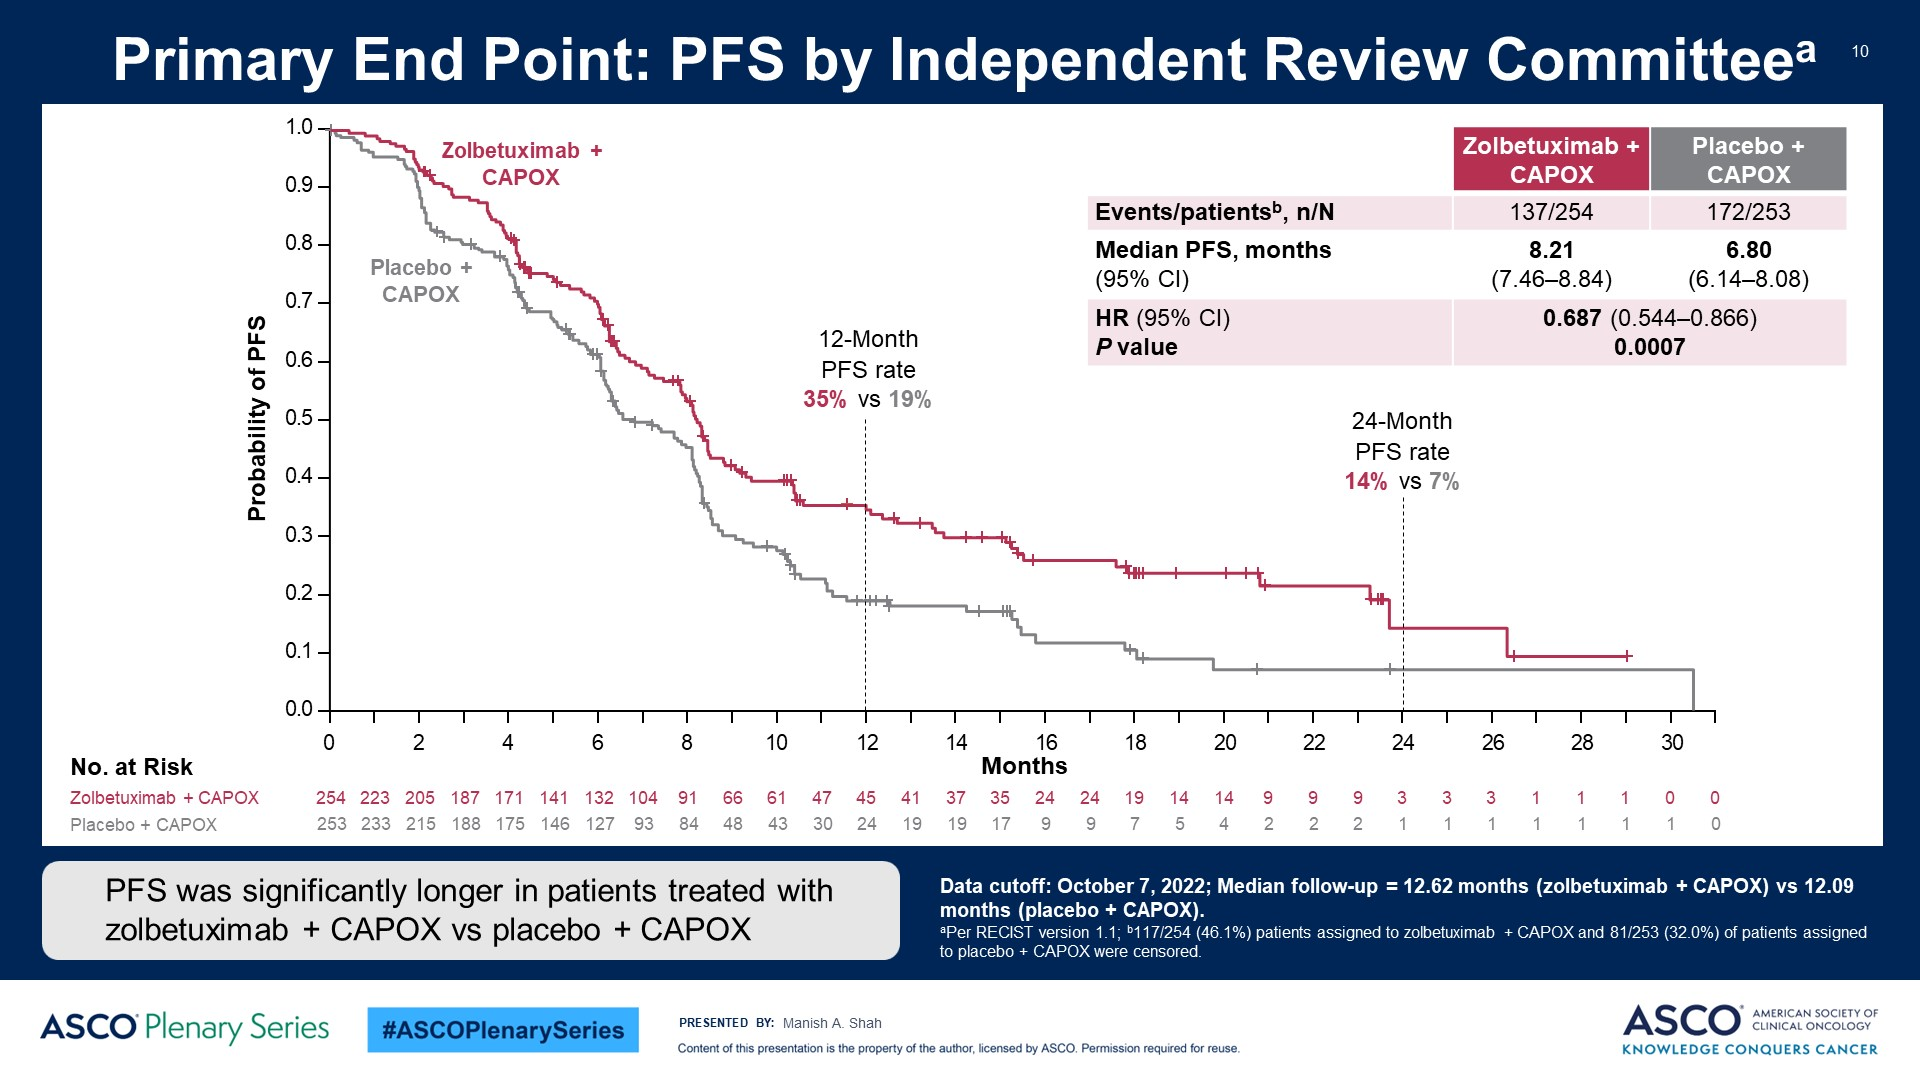 Primary End Point: PFS by Independent Review Committeeᵃ
10
Zolbetuximab +
CAPOX
Placebo +
CAPOX
Probability of PFS
1.0
0.9
0.8
0.7
0.6
0.5
0.4
0.3
0.2
0.1
0.0
12-Month
PFS rate
35% vs 19%
24-Month
PFS rate
14% vs 7%
Zolbetuximab + CAPOX Placebo + CAPOX
Events/patientsᵇ, n/N 137/254 172/253
Median PFS, months 8.21 6.80
(95% CI) (7.46–8.84) (6.14–8.08)
HR (95% CI) 0.687 (0.544–0.866)
P value 0.0007
0 2 4 6 8 10 12 14 16 18 20 22 24 26 28 30
Months
No. at Risk
Zolbetuximab + CAPOX 254 223 205 187 171 141 132 104 91 66 61 47 45 41 37 35 24 24 19 14 14 9 9 9 3 3 3 1 1 1 0 0
Placebo + CAPOX 253 233 215 188 175 146 127 93 84 48 43 30 24 19 19 17 9 9 7 5 4 2 2 2 1 1 1 1 1 1 1 0
PFS was significantly longer in patients treated with
zolbetuximab + CAPOX vs placebo + CAPOX
Data cutoff: October 7, 2022; Median follow-up = 12.62 months (zolbetuximab + CAPOX) vs 12.09
months (placebo + CAPOX).
ᵃPer RECIST version 1.1; ᵇ117/254 (46.1%) patients assigned to zolbetuximab + CAPOX and 81/253 (32.0%) of patients assigned
to placebo + CAPOX were censored.
ASCO Plenary Series
#ASCOPlenarySeries
PRESENTED BY: Manish A. Shah
Content of this presentation is the property of the author, licensed by ASCO. Permission required for reuse.
ASCO AMERICAN SOCIETY OF
CLINICAL ONCOLOGY
KNOWLEDGE CONQUERS CANCER